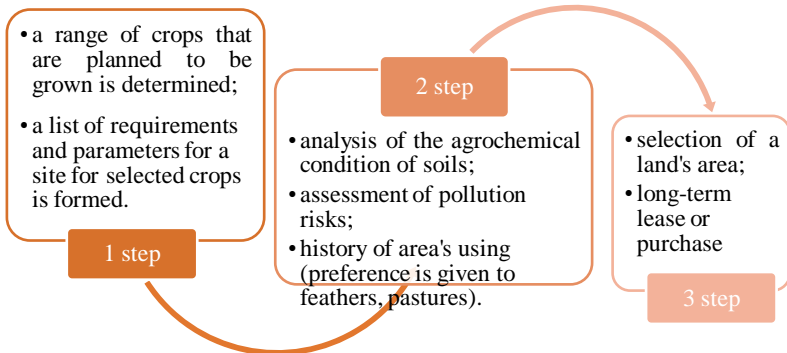 • a range of crops that
are planned to be
grown is determined;
• a list of requirements
and parameters for a
site for selected crops
is formed.
1 step
2 step
• analysis of the agrochemical
condition of soils;
• assessment of pollution
risks;
• history of area's using
(preference is given to
feathers, pastures).
• selection of a
land's area;
• long-term
lease or
purchase
3 step